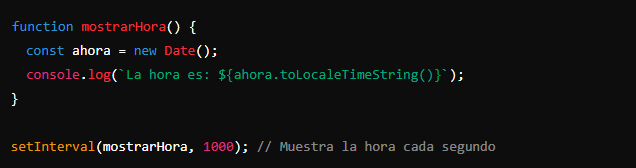 function mostrarHora() {
  const ahora = new Date();
  console.log(`La hora es: ${ahora.toLocaleTimeString()}`);
}

setInterval(mostrarHora, 1000); // Muestra la hora cada segundo